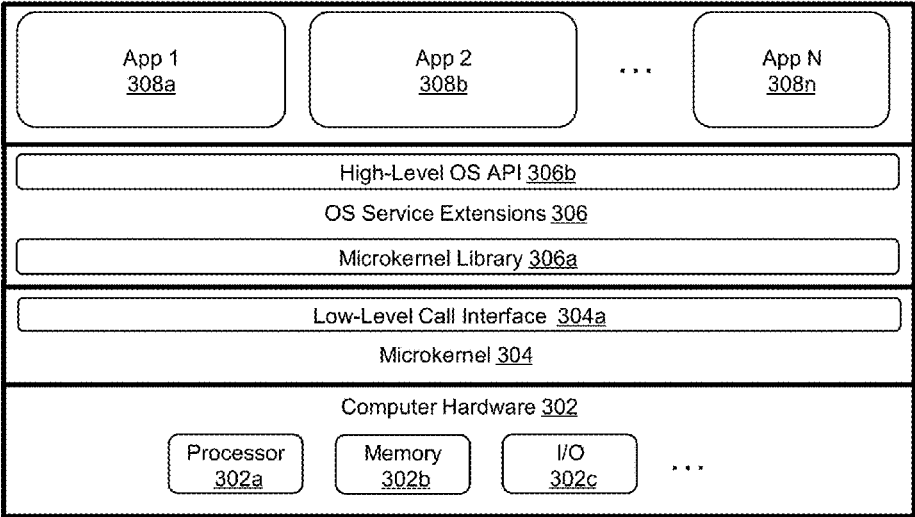 App 1
308a
App 2
308b
...
App N
308n
High-Level OS API 306b
OS Service Extensions 306
Microkernel Library 306a
Low-Level Call Interface 304a
Microkernel 304
Computer Hardware 302
Processor
302a
Memory
302b
I/O
302c
...